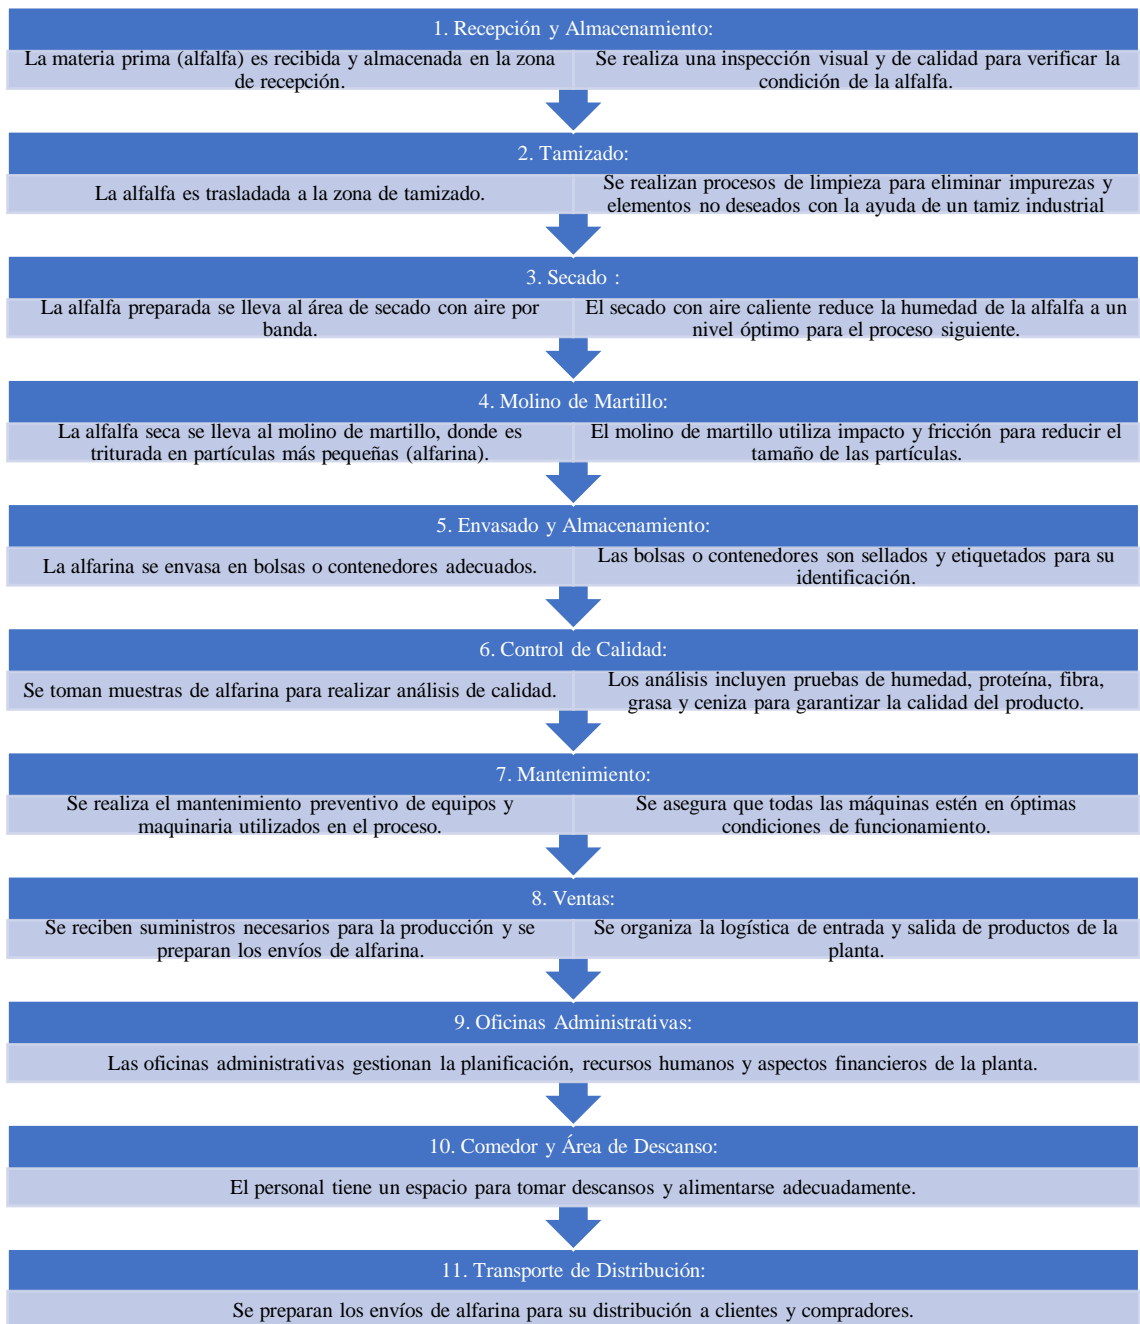 1. Recepción y Almacenamiento:
La materia prima (alfalfa) es recibida y almacenada en la zona
de recepción.
Se realiza una inspección visual y de calidad para verificar la
condición de la alfalfa.
2. Tamizado:
La alfalfa es trasladada a la zona de tamizado.
Se realizan procesos de limpieza para eliminar impurezas y
elementos no deseados con la ayuda de un tamiz industrial
3. Secado :
La alfalfa preparada se lleva al área de secado con aire por
banda.
El secado con aire caliente reduce la humedad de la alfalfa a un
nivel óptimo para el proceso siguiente.
4. Molino de Martillo:
La alfalfa seca se lleva al molino de martillo, donde es
triturada en partículas más pequeñas (alfarina).
El molino de martillo utiliza impacto y fricción para reducir el
tamaño de las partículas.
5. Envasado y Almacenamiento:
La alfarina se envasa en bolsas o contenedores adecuados.
Las bolsas o contenedores son sellados y etiquetados para su
identificación.
6. Control de Calidad:
Se toman muestras de alfarina para realizar análisis de calidad.
Los análisis incluyen pruebas de humedad, proteína, fibra,
grasa y ceniza para garantizar la calidad del producto.
7. Mantenimiento:
Se realiza el mantenimiento preventivo de equipos y
maquinaria utilizados en el proceso.
Se asegura que todas las máquinas estén en óptimas
condiciones de funcionamiento.
8. Ventas:
Se reciben suministros necesarios para la producción y se
preparan los envíos de alfarina.
Se organiza la logística de entrada y salida de productos de la
planta.
9. Oficinas Administrativas:
Las oficinas administrativas gestionan la planificación, recursos humanos y aspectos financieros de la planta.
10. Comedor y Área de Descanso:
El personal tiene un espacio para tomar descansos y alimentarse adecuadamente.
11. Transporte de Distribución:
Se preparan los envíos de alfarina para su distribución a clientes y compradores.